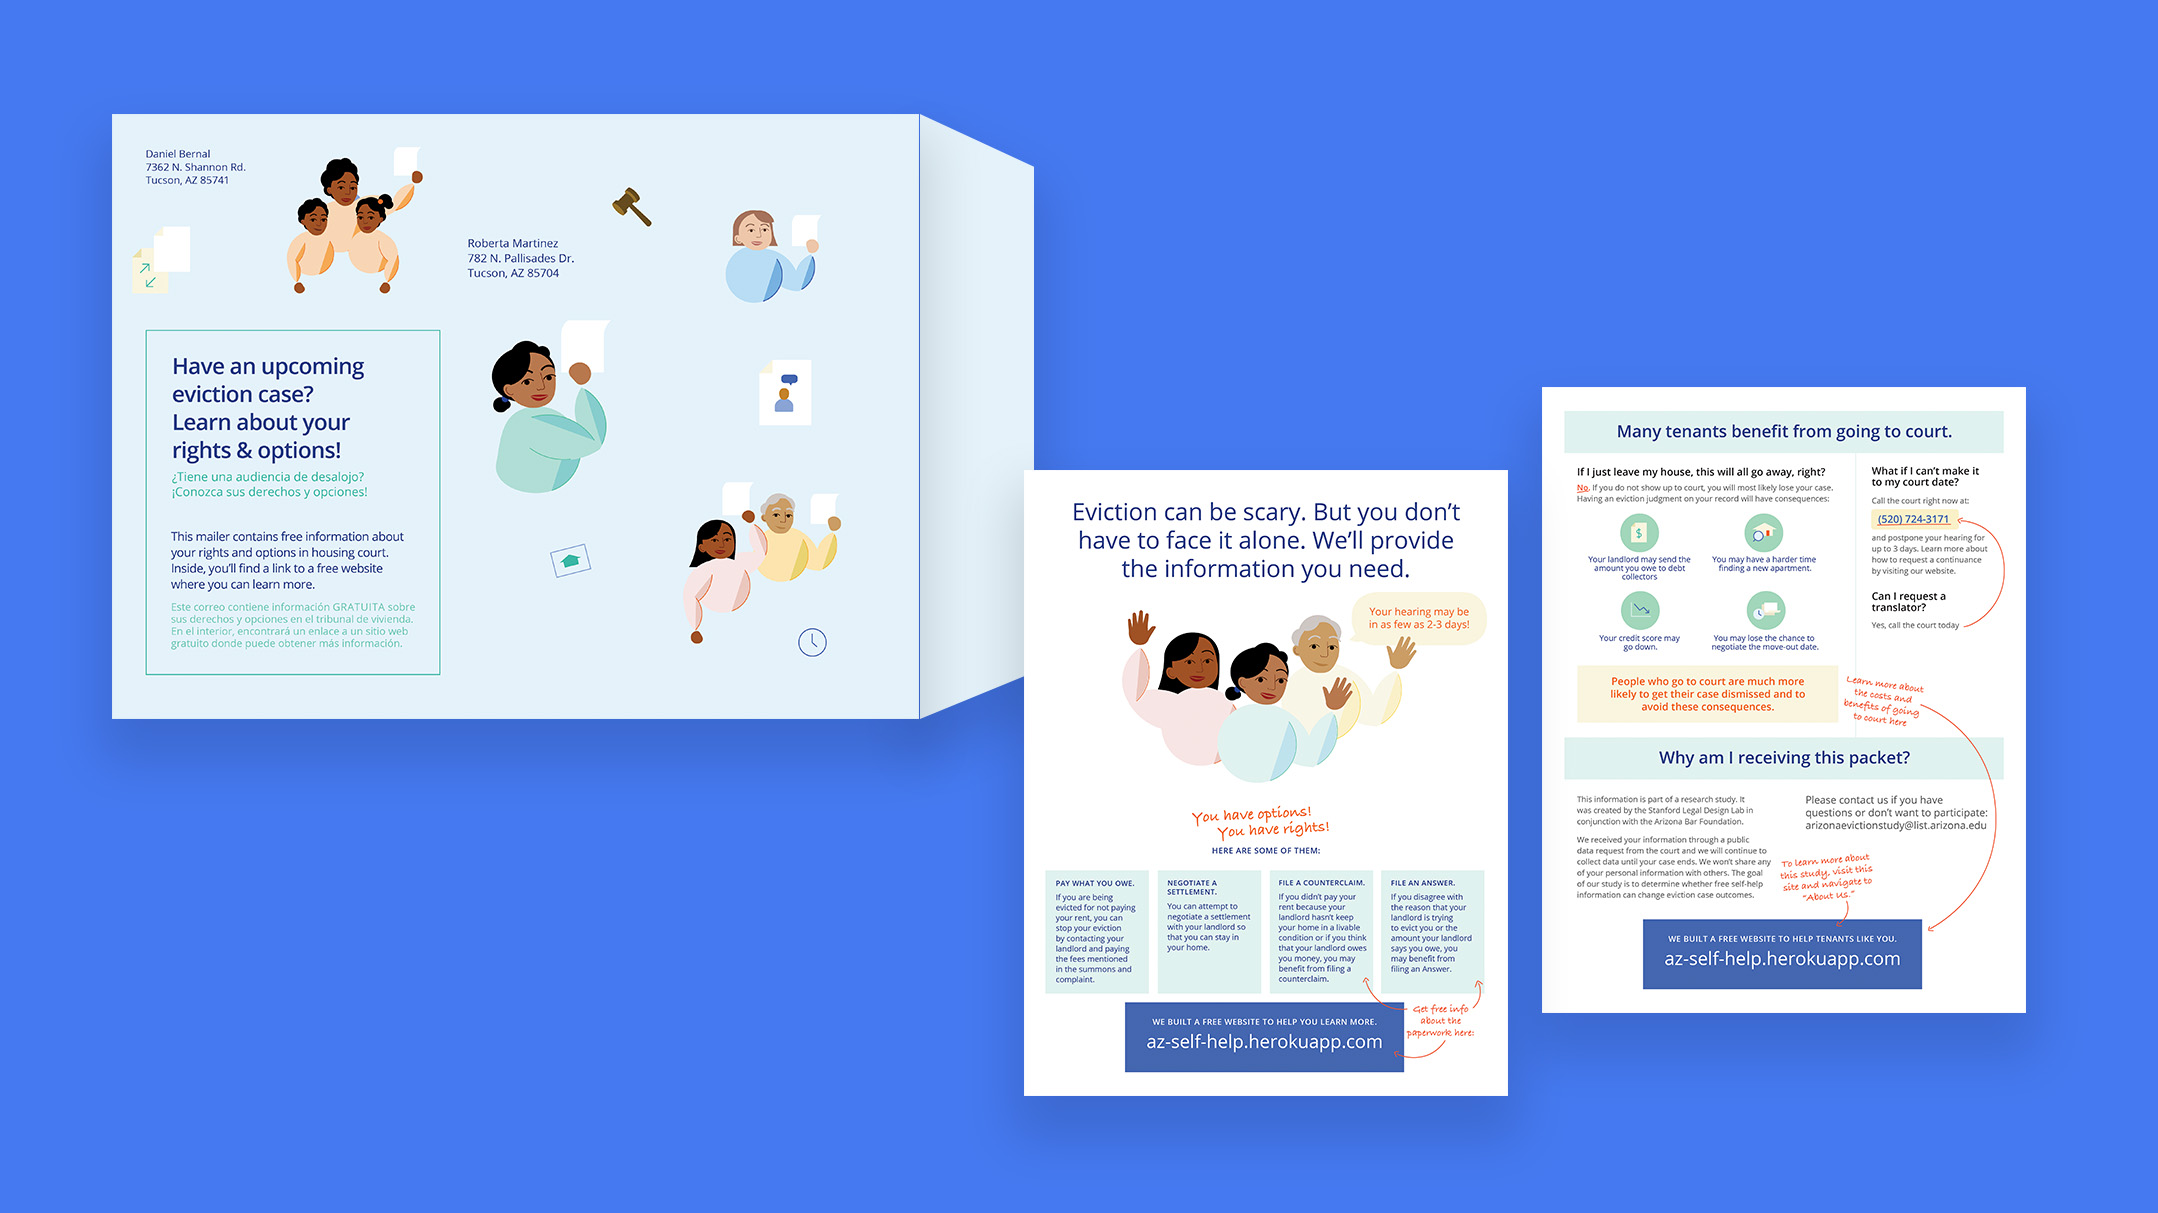 Daniel Bernal
7362 N. Shannon Rd.
Tucson, AZ 85741
Roberta Martinez
782 N. Pallisades Dr.
Tucson, AZ 85704
Have an upcoming
eviction case?
Learn about your
rights & options!
¿Tiene una audiencia de desalojo?
¡Conozca sus derechos y opciones!
This mailer contains free information about
your rights and options in housing court.
Inside, you'll find a link to a free website
where you can learn more.
Este correo contiene información GRATUITA sobre
sus derechos y opciones en el tribunal de vivienda.
En el interior, encontrará un enlace a un sitio web
gratuito donde puede obtener más información.
Eviction can be scary. But you don't
have to face it alone. We'll provide
the information you need.
Your hearing may be
in as few as 2-3 days!
You have options!
You have rights!
HERE ARE SOME OF THEM:
PAY WHAT YOU OWE.
If you are being
evicted for not paying
your rent, you can
stop your eviction
by contacting your
landlord and paying
the fees mentioned
in the summons and
complaint.
NEGOTIATE A
SETTLEMENT.
You can attempt to
negotiate a settlement
with your landlord so
that you can stay in
your home.
FILE A COUNTERCLAIM.
If you didn't pay your
rent because your
landlord hasn't keep
your home in a livable
condition or if you think
that your landlord owes
you money, you may
benefit from filing a
counterclaim.
FILE AN ANSWER.
If you disagree with
the reason that your
landlord is trying
to evict you or the
amount your landlord
says you owe, you
may benefit from
filing an Answer.
Get free info
about the
paperwork here:
WE BUILT A FREE WEBSITE TO HELP YOU LEARN MORE.
az-self-help.herokuapp.com
Many tenants benefit from going to court.
If I just leave my house, this will all go away, right?
No. If you do not show up to court, you will most likely lose your case.
Having an eviction judgment on your record will have consequences:
$
Your landlord may send the
amount you owe to debt
collectors
You may have a harder time
finding a new apartment.
Your credit score may
go down.
You may lose the chance to
negotiate the move-out date.
People who go to court are much more
likely to get their case dismissed and to
avoid these consequences.
What if I can't make it
to my court date?
Call the court right now at:
(520) 724-3171
and postpone your hearing for
up to 3 days. Learn more about
how to request a continuance
by visiting our website.
Can I request a
translator?
Yes, call the court today
Learn more about
the costs and
benefits of going
to court here
Why am I receiving this packet?
This information is part of a research study. It
was created by the Stanford Legal Design Lab in
conjunction with the Arizona Bar Foundation.
We received your information through a public
data request from the court and we will continue to
collect data until your case ends. We won't share any
of your personal information with others. The goal
of our study is to determine whether free self-help
information can change eviction case outcomes.
Please contact us if you have
questions or don't want to participate:
arizonaevictionstudy@list.arizona.edu
To learn more about
this study, visit this
site and navigate to
"About Us."
WE BUILT A FREE WEBSITE TO HELP TENANTS LIKE YOU.
az-self-help.herokuapp.com